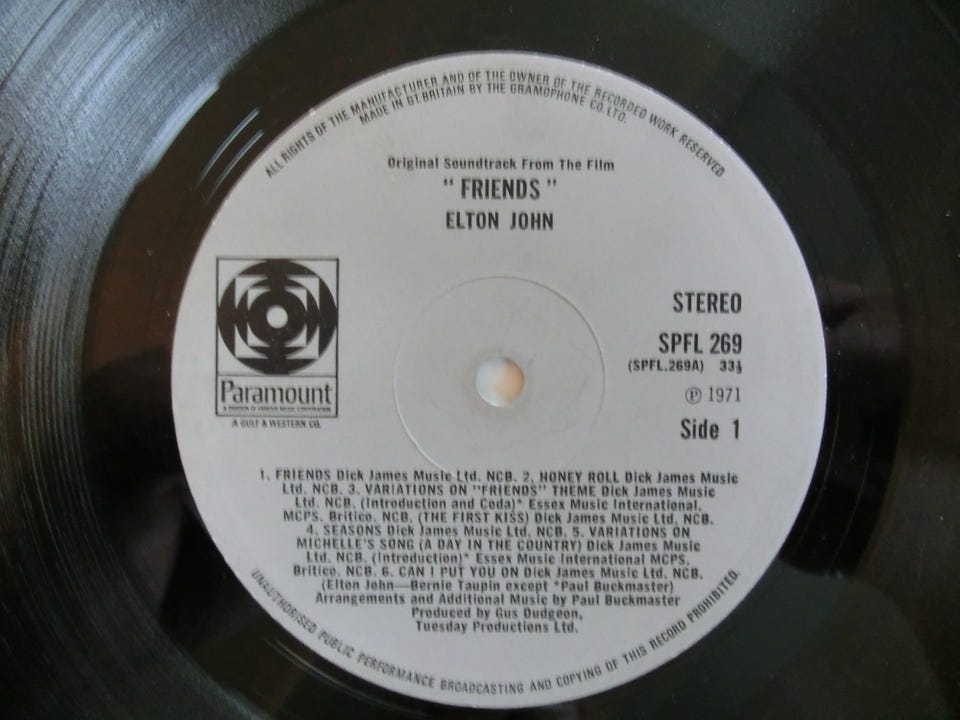 ALL RIGHTS OF THE MANUFACTURER AND OF THE OWNER OF THE RECORDED WORK RESERVED
MADE IN GT. BRITAIN BY THE GRAMOPHONE CO. LTD.
Original Soundtrack From The Film
“ FRIENDS ”
ELTON JOHN
STEREO
SPFL 269
(SPFL.269A) 33⅓
Ⓟ 1971
Side 1
Paramount
A DIVISION OF FAMOUS MUSIC CORPORATION
A GULF & WESTERN CO.
1. FRIENDS Dick James Music Ltd. NCB. 2. HONEY ROLL Dick James Music
Ltd. NCB. 3. VARIATIONS ON "FRIENDS" THEME Dick James Music
Ltd. NCB. (Introduction and Coda)* Essex Music International.
MCPS. Britico. NCB. (THE FIRST KISS) Dick James Music Ltd. NCB.
4. SEASONS Dick James Music Ltd. NCB. 5. VARIATIONS ON
MICHELLE'S SONG (A DAY IN THE COUNTRY) Dick James Music
Ltd. NCB. (Introduction)* Essex Music International MCPS.
Britico. NCB. 6. CAN I PUT YOU ON Dick James Music Ltd. NCB.
(Elton John—Bernie Taupin except *Paul Buckmaster)
Arrangements and Additional Music by Paul Buckmaster
Produced by Gus Dudgeon,
Tuesday Productions Ltd.
UNAUTHORISED PUBLIC PERFORMANCE BROADCASTING AND COPYING OF THIS RECORD PROHIBITED.